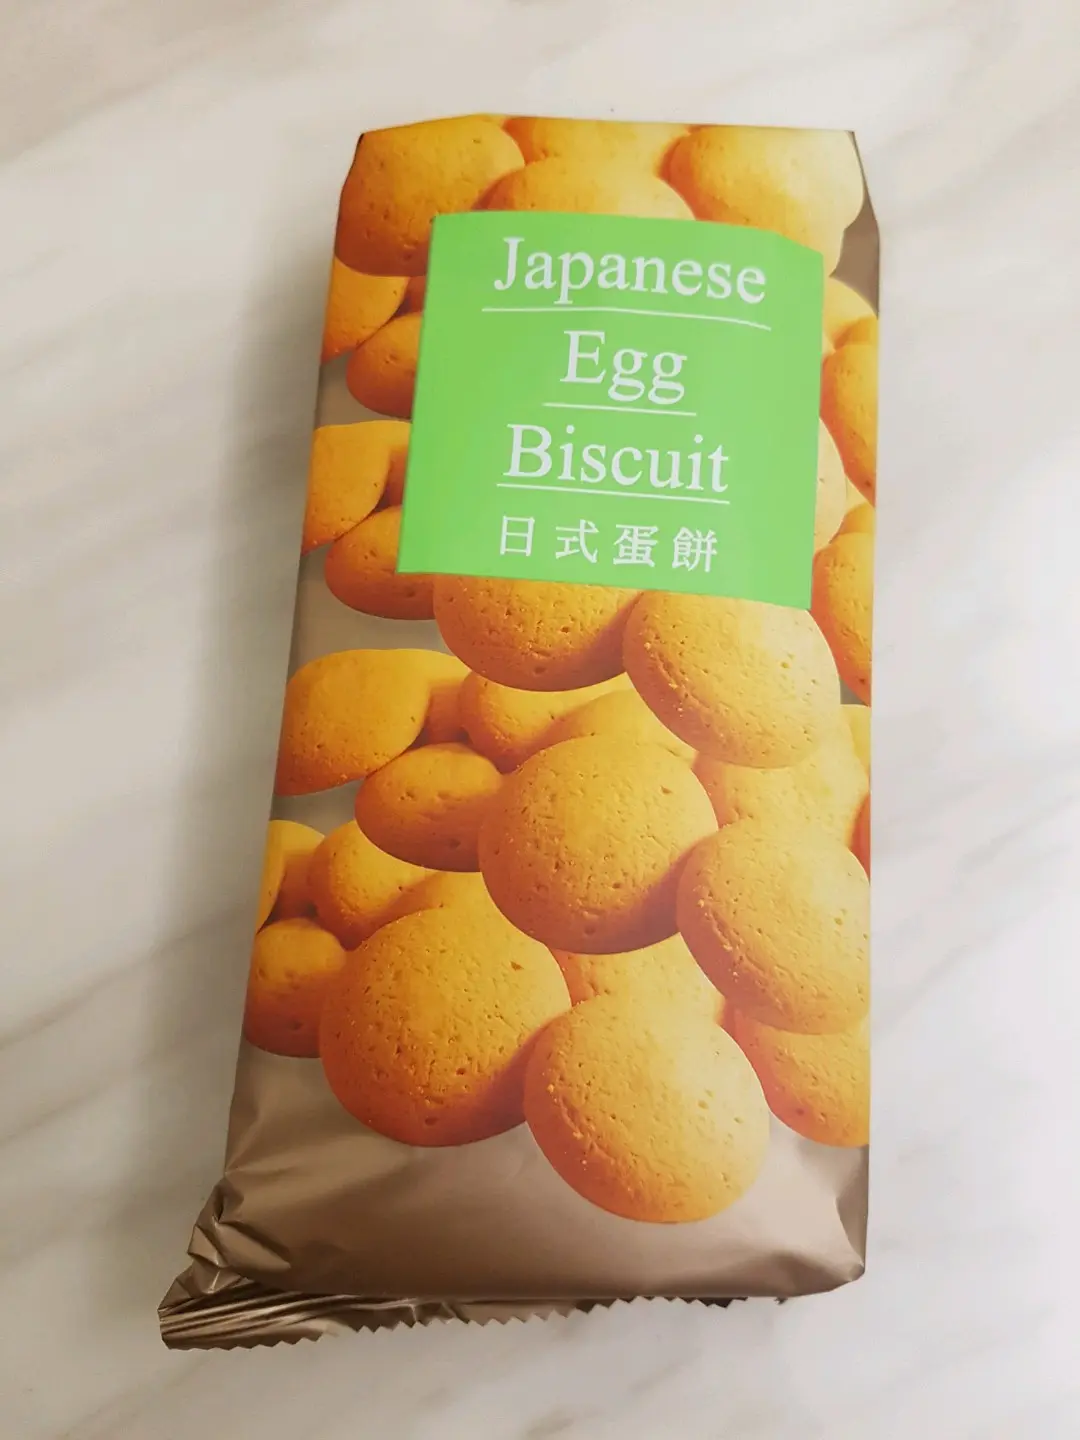 Japanese
Egg
Biscuit
日式蛋餅